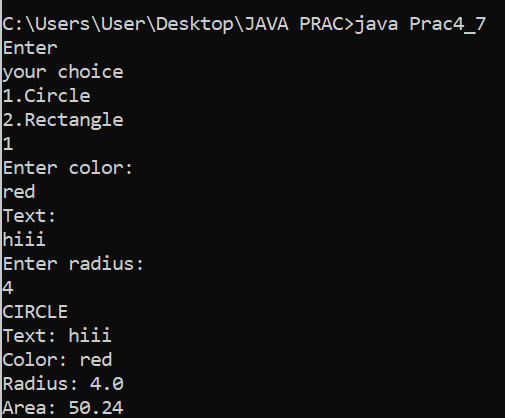 C:\Users\User\Desktop\JAVA PRAC>java Prac4_7
Enter
your choice
1.Circle
2.Rectangle
1
Enter color:
red
Text:
hiii
Enter radius:
4
CIRCLE
Text: hiii
Color: red
Radius: 4.0
Area: 50.24